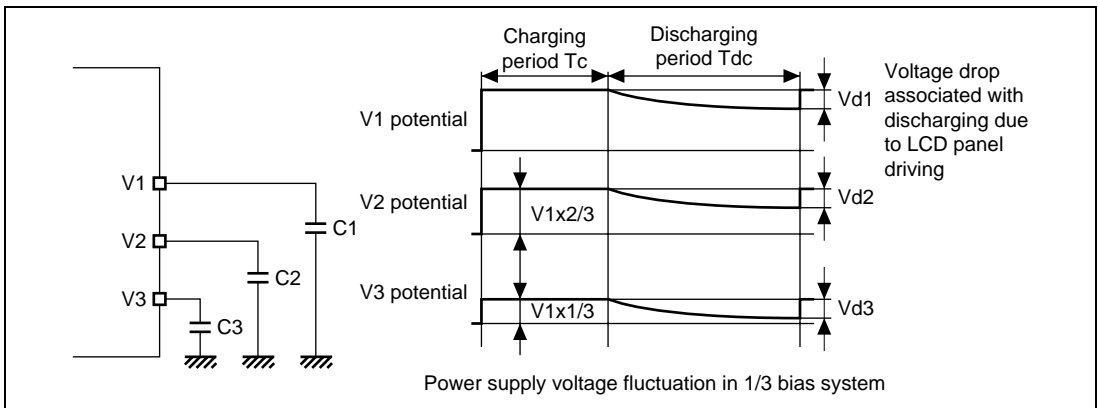 Charging
period Tc
Discharging
period Tdc
Voltage drop
associated with
discharging due
to LCD panel
driving
V1 potential
Vd1
V2 potential
V1x2/3
Vd2
V3 potential
V1x1/3
Vd3
V1
V2
V3
C1
C2
C3
Power supply voltage fluctuation in 1/3 bias system